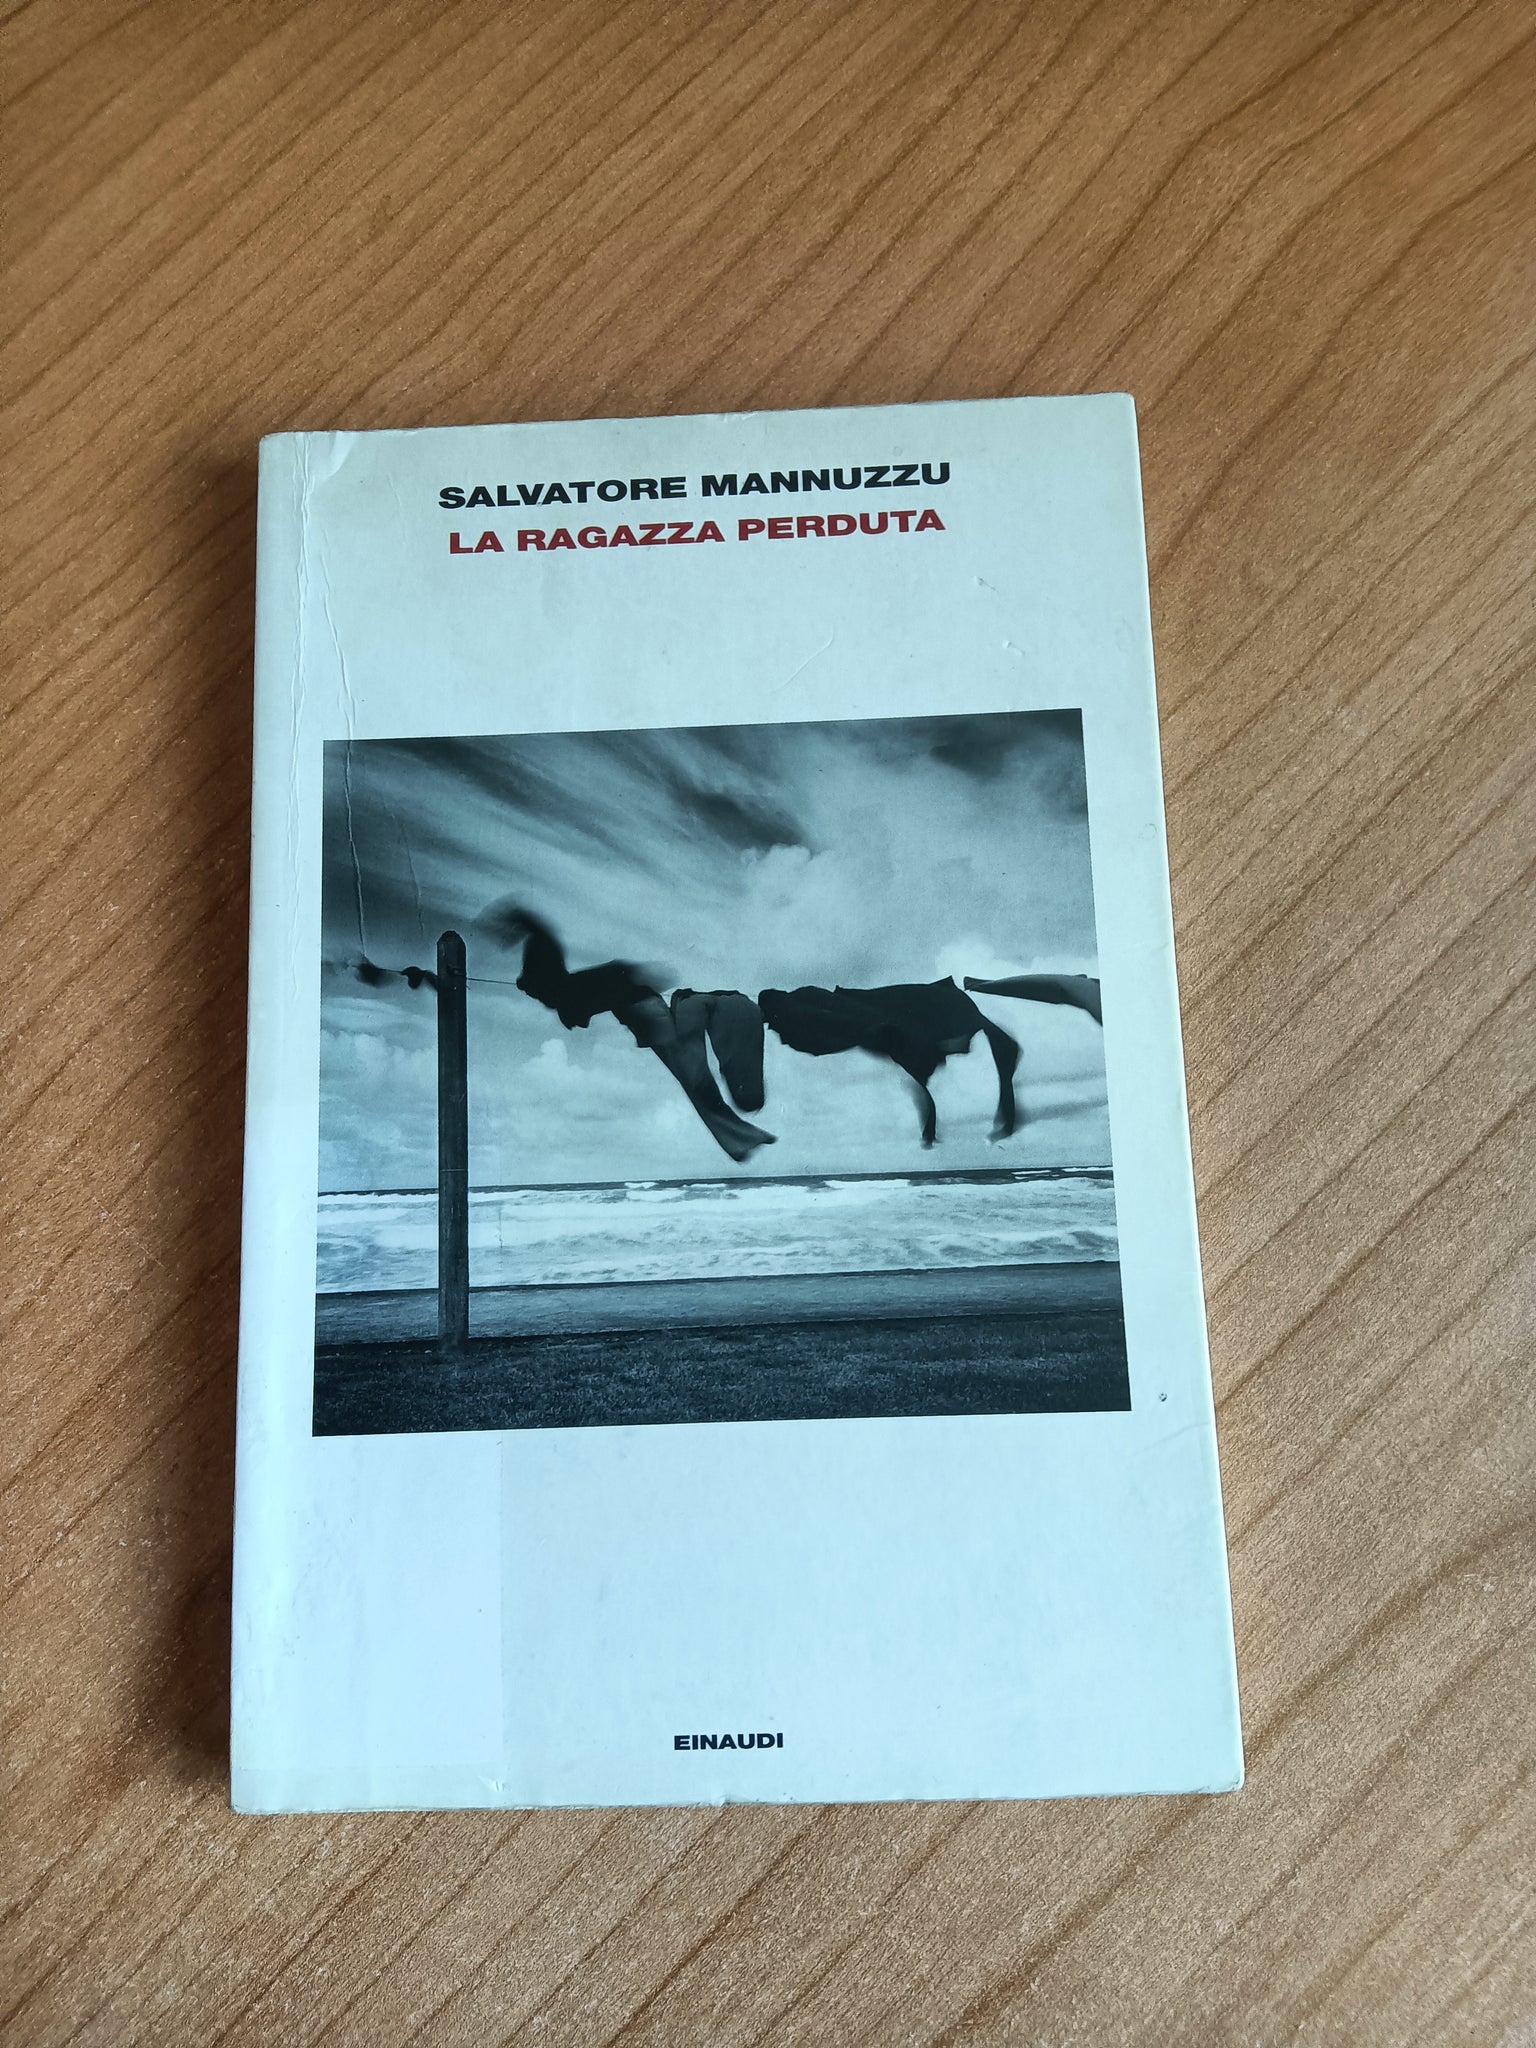 SALVATORE MANNUZZU
LA RAGAZZA PERDUTA
EINAUDI